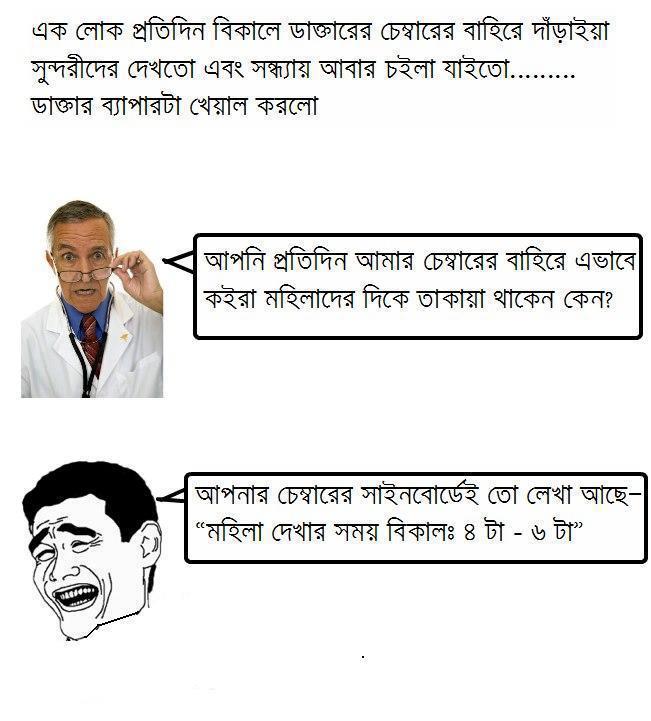 এক লোক প্রতিদিন বিকালে ডাক্তারের চেম্বারের বাহিরে দাঁড়াইয়া
সুন্দরীদের দেখতো এবং সন্ধ্যায় আবার চইলা যাইতো.........
ডাক্তার ব্যাপারটা খেয়াল করলো
আপনি প্রতিদিন আমার চেম্বারের বাহিরে এভাবে
কইরা মহিলাদের দিকে তাকায়া থাকেন কেন?
আপনার চেম্বারের সাইনবোর্ডেই তো লেখা আছে–
“মহিলা দেখার সময় বিকালঃ ৪ টা - ৬ টা”